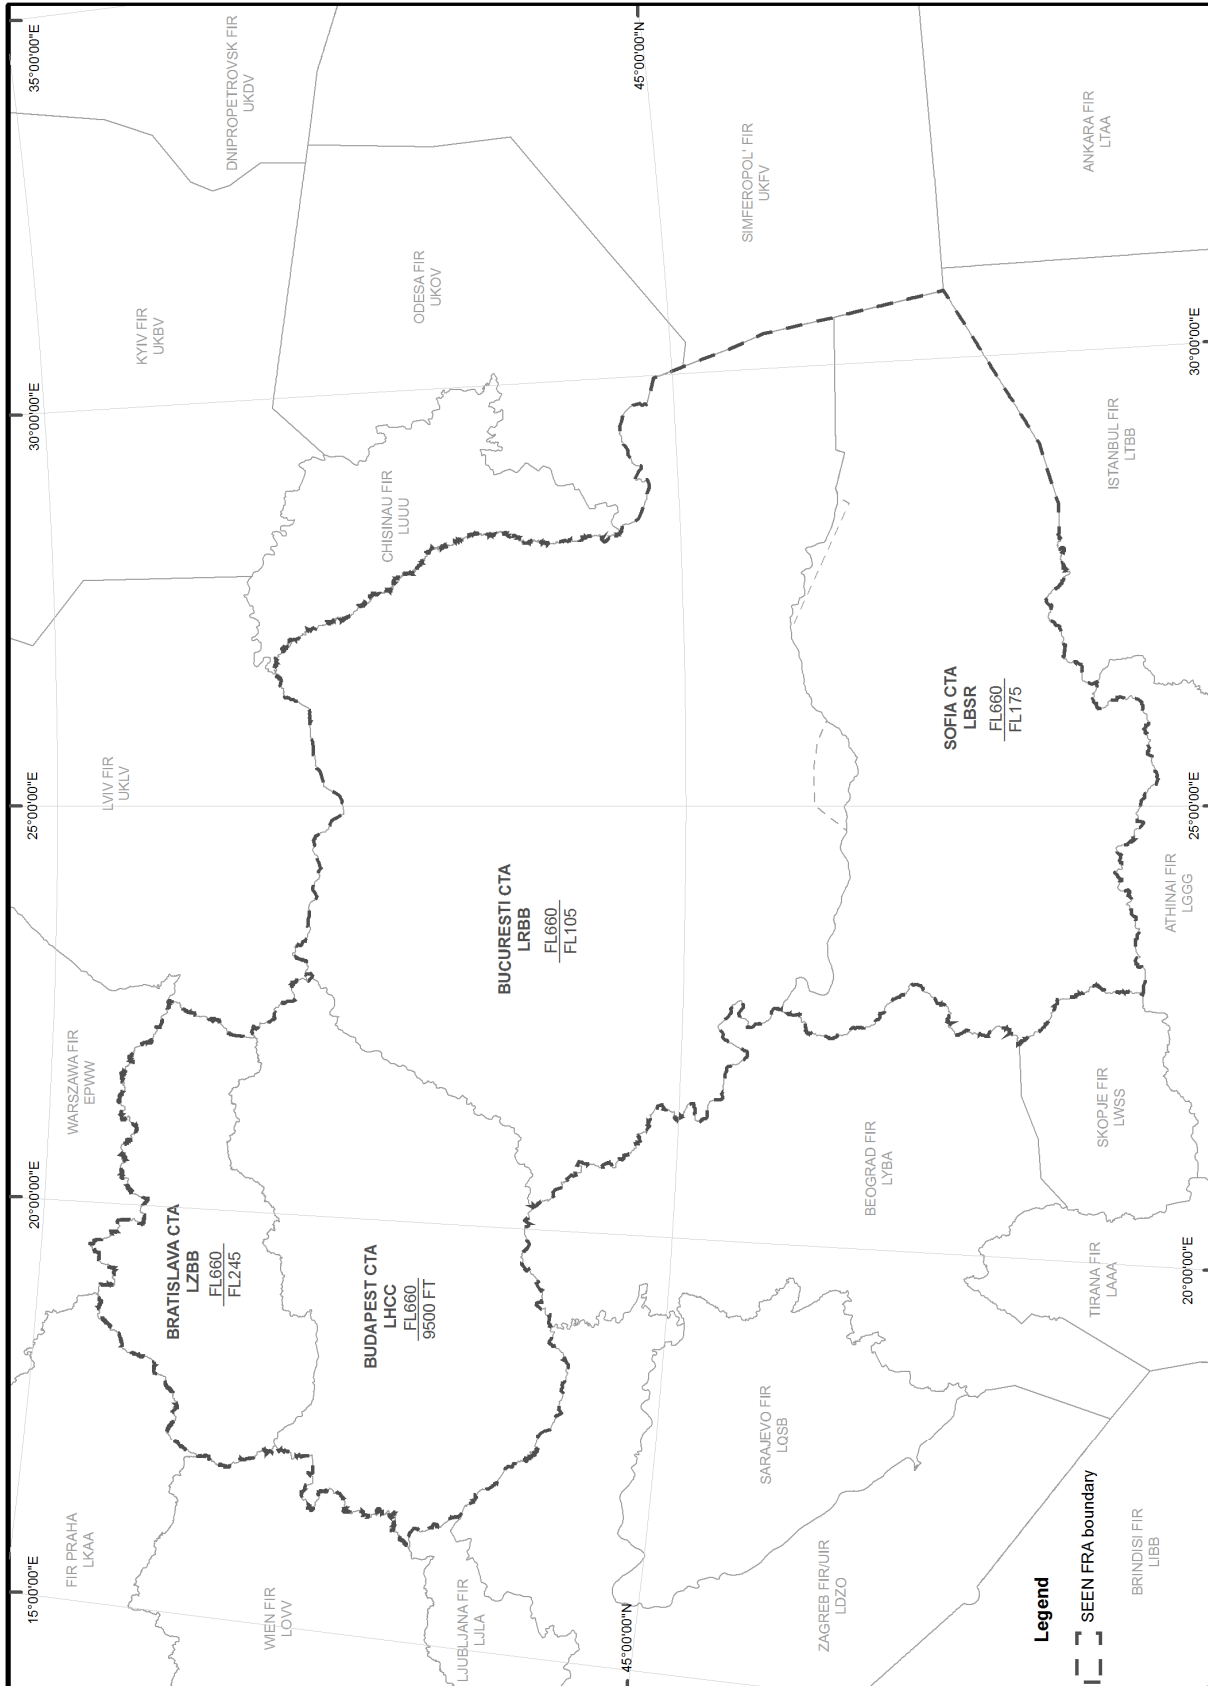 15°00'00"E
20°00'00"E
25°00'00"E
30°00'00"E
35°00'00"E
FIR PRAHA
LKAA
WARSZAWA FIR
EPWW
LVIV FIR
UKLV
KYIV FIR
UKBV
DNIPROPETROVSK FIR
UKDV
BRATISLAVA CTA
LZBB
FL660
FL245
WIEN FIR
LOVV
BUDAPEST CTA
LHCC
FL660
9500 FT
CHISINAU FIR
LUUU
ODESA FIR
UKOV
LJUBLJANA FIR
LJLA
BUCURESTI CTA
LRBB
FL660
FL105
45°00'00"N
45°00'00"N
SARAJEVO FIR
LQSB
SIMFEROPOL' FIR
UKFV
ZAGREB FIR/UIR
LDZO
BEOGRAD FIR
LYBA
SOFIA CTA
LBSR
FL660
FL175
Legend
SEEN FRA boundary
TIRANA FIR
LAAA
SKOPJE FIR
LWSS
ISTANBUL FIR
LTBB
ANKARA FIR
LTAA
BRINDISI FIR
LIBB
ATHINAI FIR
LGGG
20°00'00"E
25°00'00"E
30°00'00"E